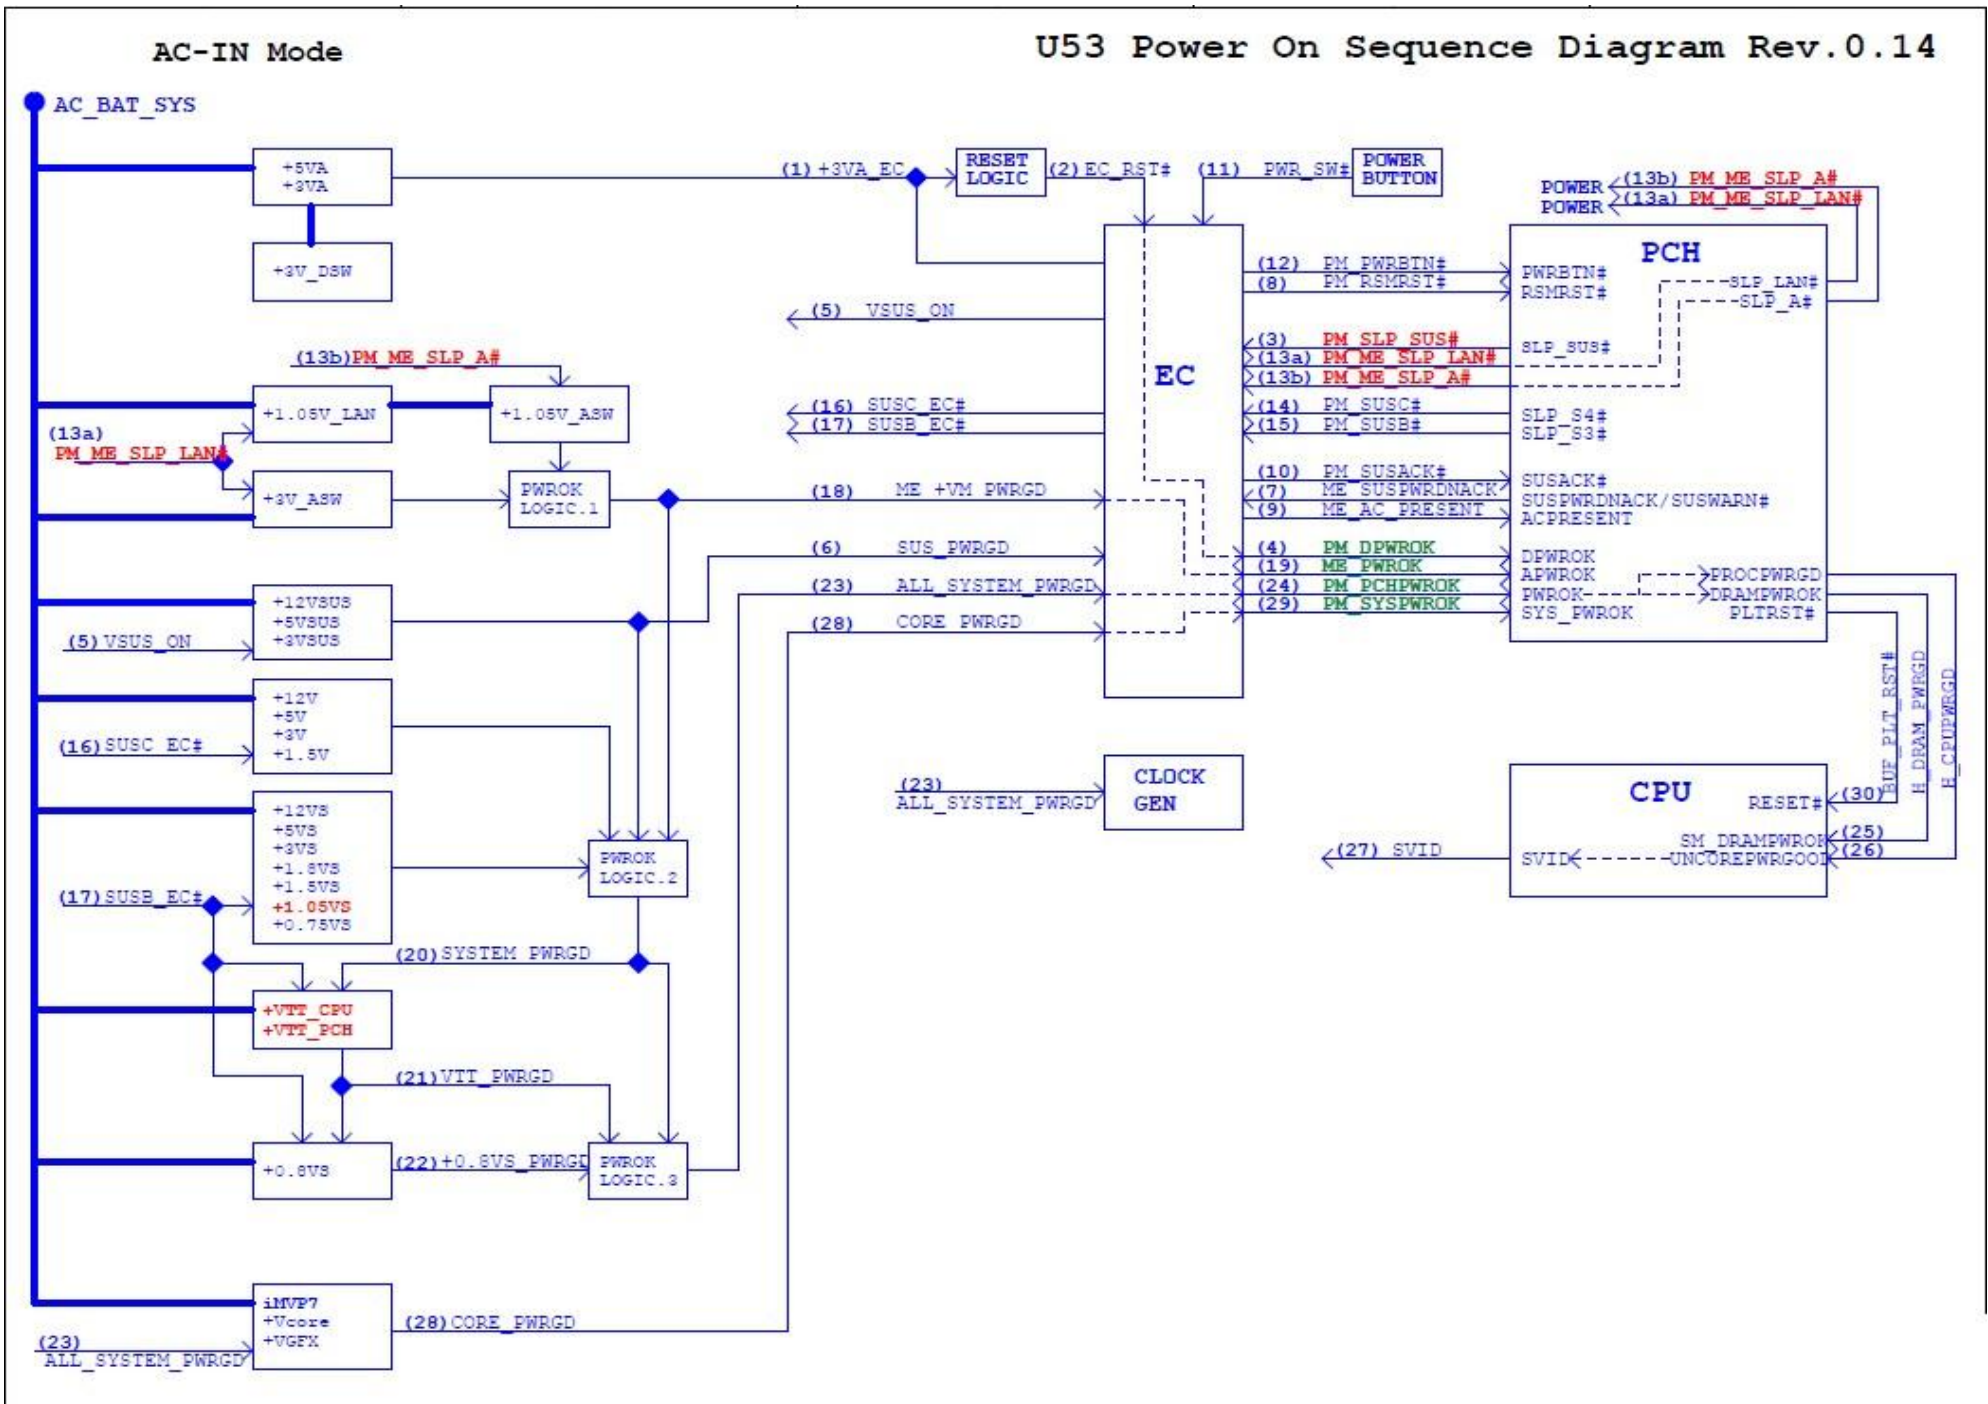 AC-IN Mode
U53 Power On Sequence Diagram Rev.0.14
AC_BAT_SYS
+5VA
+3VA
+3V_DSW
(1) +3VA_EC
RESET
LOGIC
(2) EC_RST#
(11) PWR_SW#
POWER
BUTTON
POWER (13b) PM_ME_SLP_A#
POWER (13a) PM_ME_SLP_LAN#
(13b) PM_ME_SLP_A#
+1.05V_LAN
+1.05V_ASW
(13a)
PM_ME_SLP_LAN#
+3V_ASW
PWROK
LOGIC.1
+12VSUS
+5VSUS
+3VSUS
(5) VSUS_ON
+12V
+5V
+3V
+1.5V
(16) SUSC_EC#
+12VS
+5VS
+3VS
+1.8VS
+1.5VS
+1.05VS
+0.75VS
(17) SUSB_EC#
PWROK
LOGIC.2
(20) SYSTEM_PWRGD
+VTT_CPU
+VTT_PCH
(21) VTT_PWRGD
+0.8VS
(22) +0.8VS_PWRGD
PWROK
LOGIC.3
iMVP7
+Vcore
+VGFX
(23)
ALL_SYSTEM_PWRGD
(28) CORE_PWRGD
(5) VSUS_ON
(16) SUSC_EC#
(17) SUSB_EC#
(18) ME_+VM_PWRGD
(6) SUS_PWRGD
(23) ALL_SYSTEM_PWRGD
(28) CORE_PWRGD
EC
(12) PM_PWRBTN#
(8) PM_RSMRST#
(3) PM_SLP_SUS#
(13a) PM_ME_SLP_LAN#
(13b) PM_ME_SLP_A#
(14) PM_SUSC#
(15) PM_SUSB#
(10) PM_SUSACK#
(7) ME_SUSPWRDNACK
(9) ME_AC_PRESENT
(4) PM_DPWROK
(19) ME_PWROK
(24) PM_PCHPWROK
(29) PM_SYSPWROK
PCH
PWRBTN#
RSMRST#
SLP_LAN#
SLP_A#
SLP_SUS#
SLP_S4#
SLP_S3#
SUSACK#
SUSPWRDNACK/SUSWARN#
ACPRESENT
DPWROK
APWROK
PWROK
SYS_PWROK
PROCPWRGD
DRAMPWROK
PLTRST#
BUF_PLT_RST#
H_DRAM_PWRGD
H_CPUPWRGD
(23)
ALL_SYSTEM_PWRGD
CLOCK
GEN
CPU
RESET# (30)
SM_DRAMPWROK (25)
UNCOREPWRGOOD (26)
SVID
(27) SVID